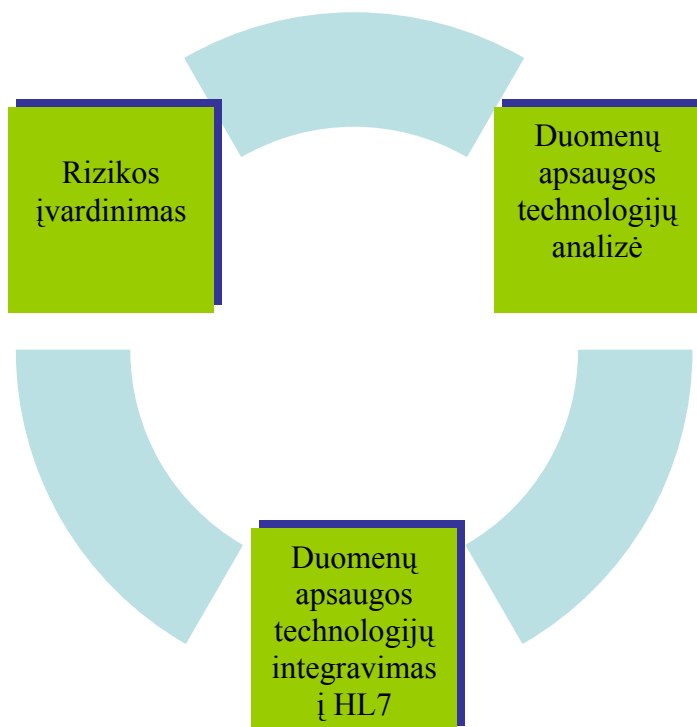 Rizikos
įvardinimas
Duomenų
apsaugos
technologijų
analizė
Duomenų
apsaugos
technologijų
integravimas
į HL7